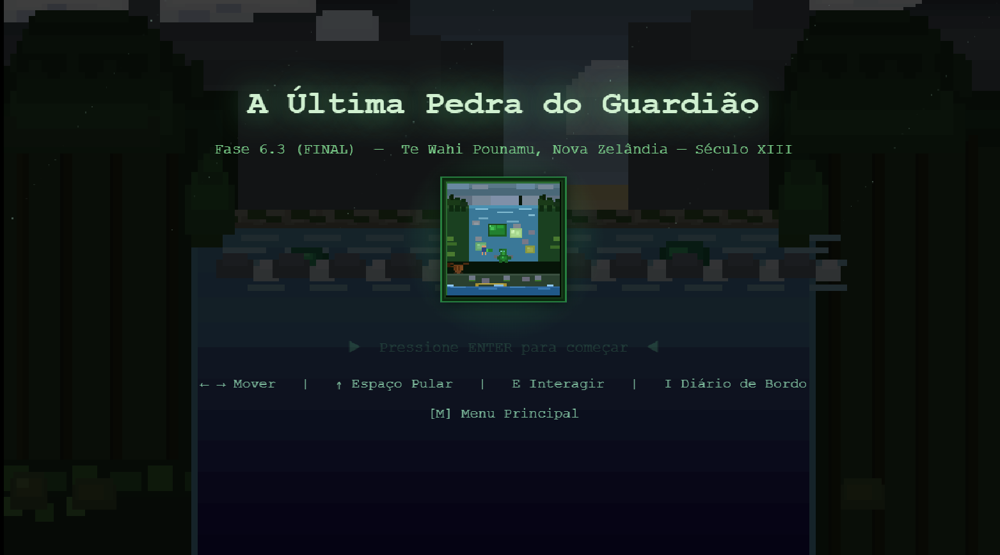 A Última Pedra do Guardião
Fase 6.3 (FINAL) — Te Wahi Pounamu, Nova Zelândia — Século XIII
▶ Pressione ENTER para começar ◀
← → Mover | ↑ Espaço Pular | E Interagir | I Diário de Bordo
[M] Menu Principal